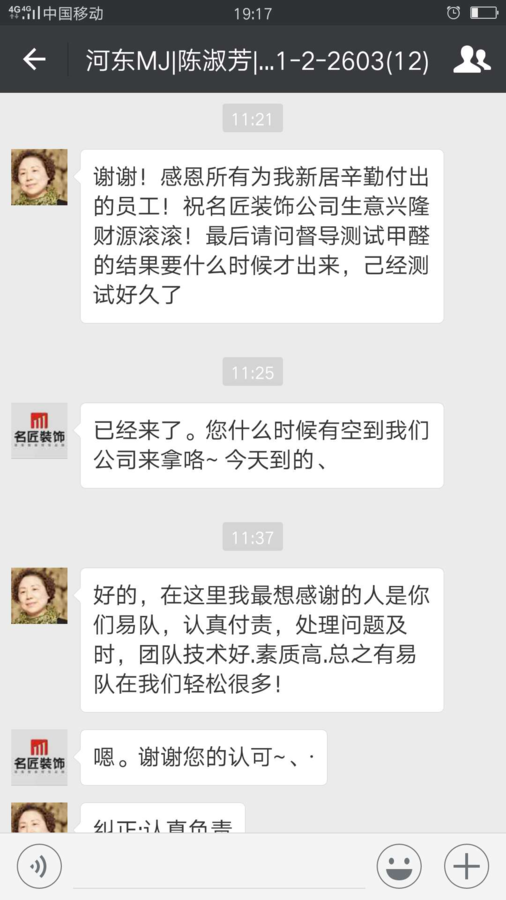 4G 4G 中国移动
19:17
河东MJ|陈淑芳|...1-2-2603(12)
11:21
谢谢！感恩所有为我新居辛勤付出
的员工！祝名匠装饰公司生意兴隆
财源滚滚！最后请问督导测试甲醛
的结果要什么时候才出来，己经测
试好久了
11:25
名匠装饰
已经来了。您什么时候有空到我们
公司来拿咯~ 今天到的、
11:37
好的，在这里我最想感谢的人是你
们易队，认真付责，处理问题及
时，团队技术好.素质高.总之有易
队在我们轻松很多！
名匠装饰
嗯。谢谢您的认可~、·
纠正:认真负责